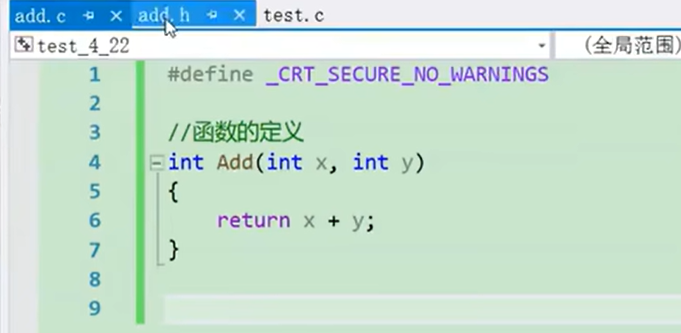 add.c
add.h
test.c
test_4_22
(全局范围)
1 #define _CRT_SECURE_NO_WARNINGS
2
3 //函数的定义
4 int Add(int x, int y)
5 {
6 return x + y;
7 }
8
9